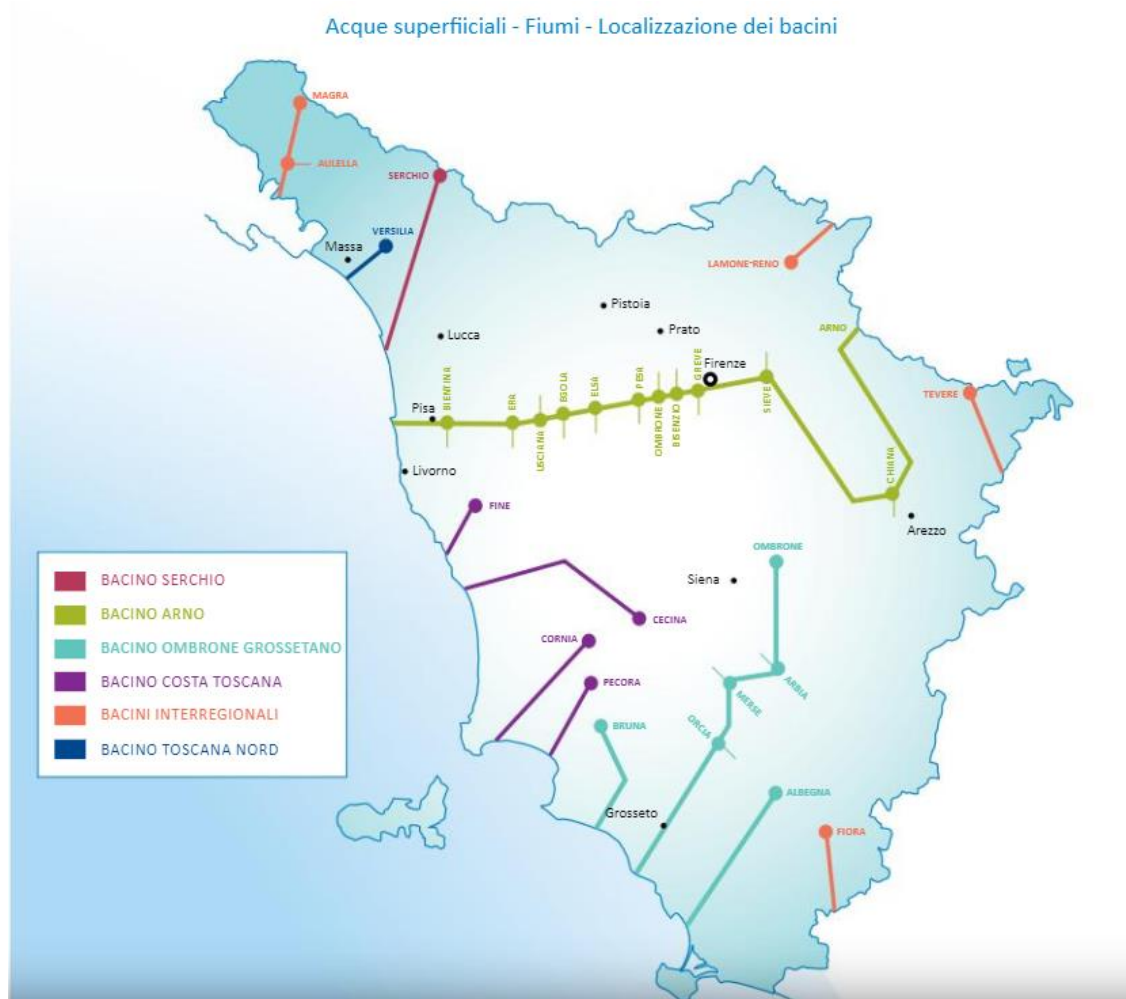 Acque superfiiciali - Fiumi - Localizzazione dei bacini
MAGRA
AULELLA
SERCHIO
VERSILIA
Massa
LAMONE-RENO
Pistoia
Prato
Lucca
ARNO
Firenze
TEVERE
Pisa
BIENTINA
ERA
USCIANA
EGOLA
ELSA
PESA
OMBRONE
BISENZIO
GREVE
SIEVE
CHIANA
Livorno
Arezzo
FINE
OMBRONE
Siena
CECINA
CORNIA
PECORA
ARBIA
MERSE
ORCIA
BRUNA
ALBEGNA
Grosseto
FIORA
BACINO SERCHIO
BACINO ARNO
BACINO OMBRONE GROSSETANO
BACINO COSTA TOSCANA
BACINI INTERREGIONALI
BACINO TOSCANA NORD